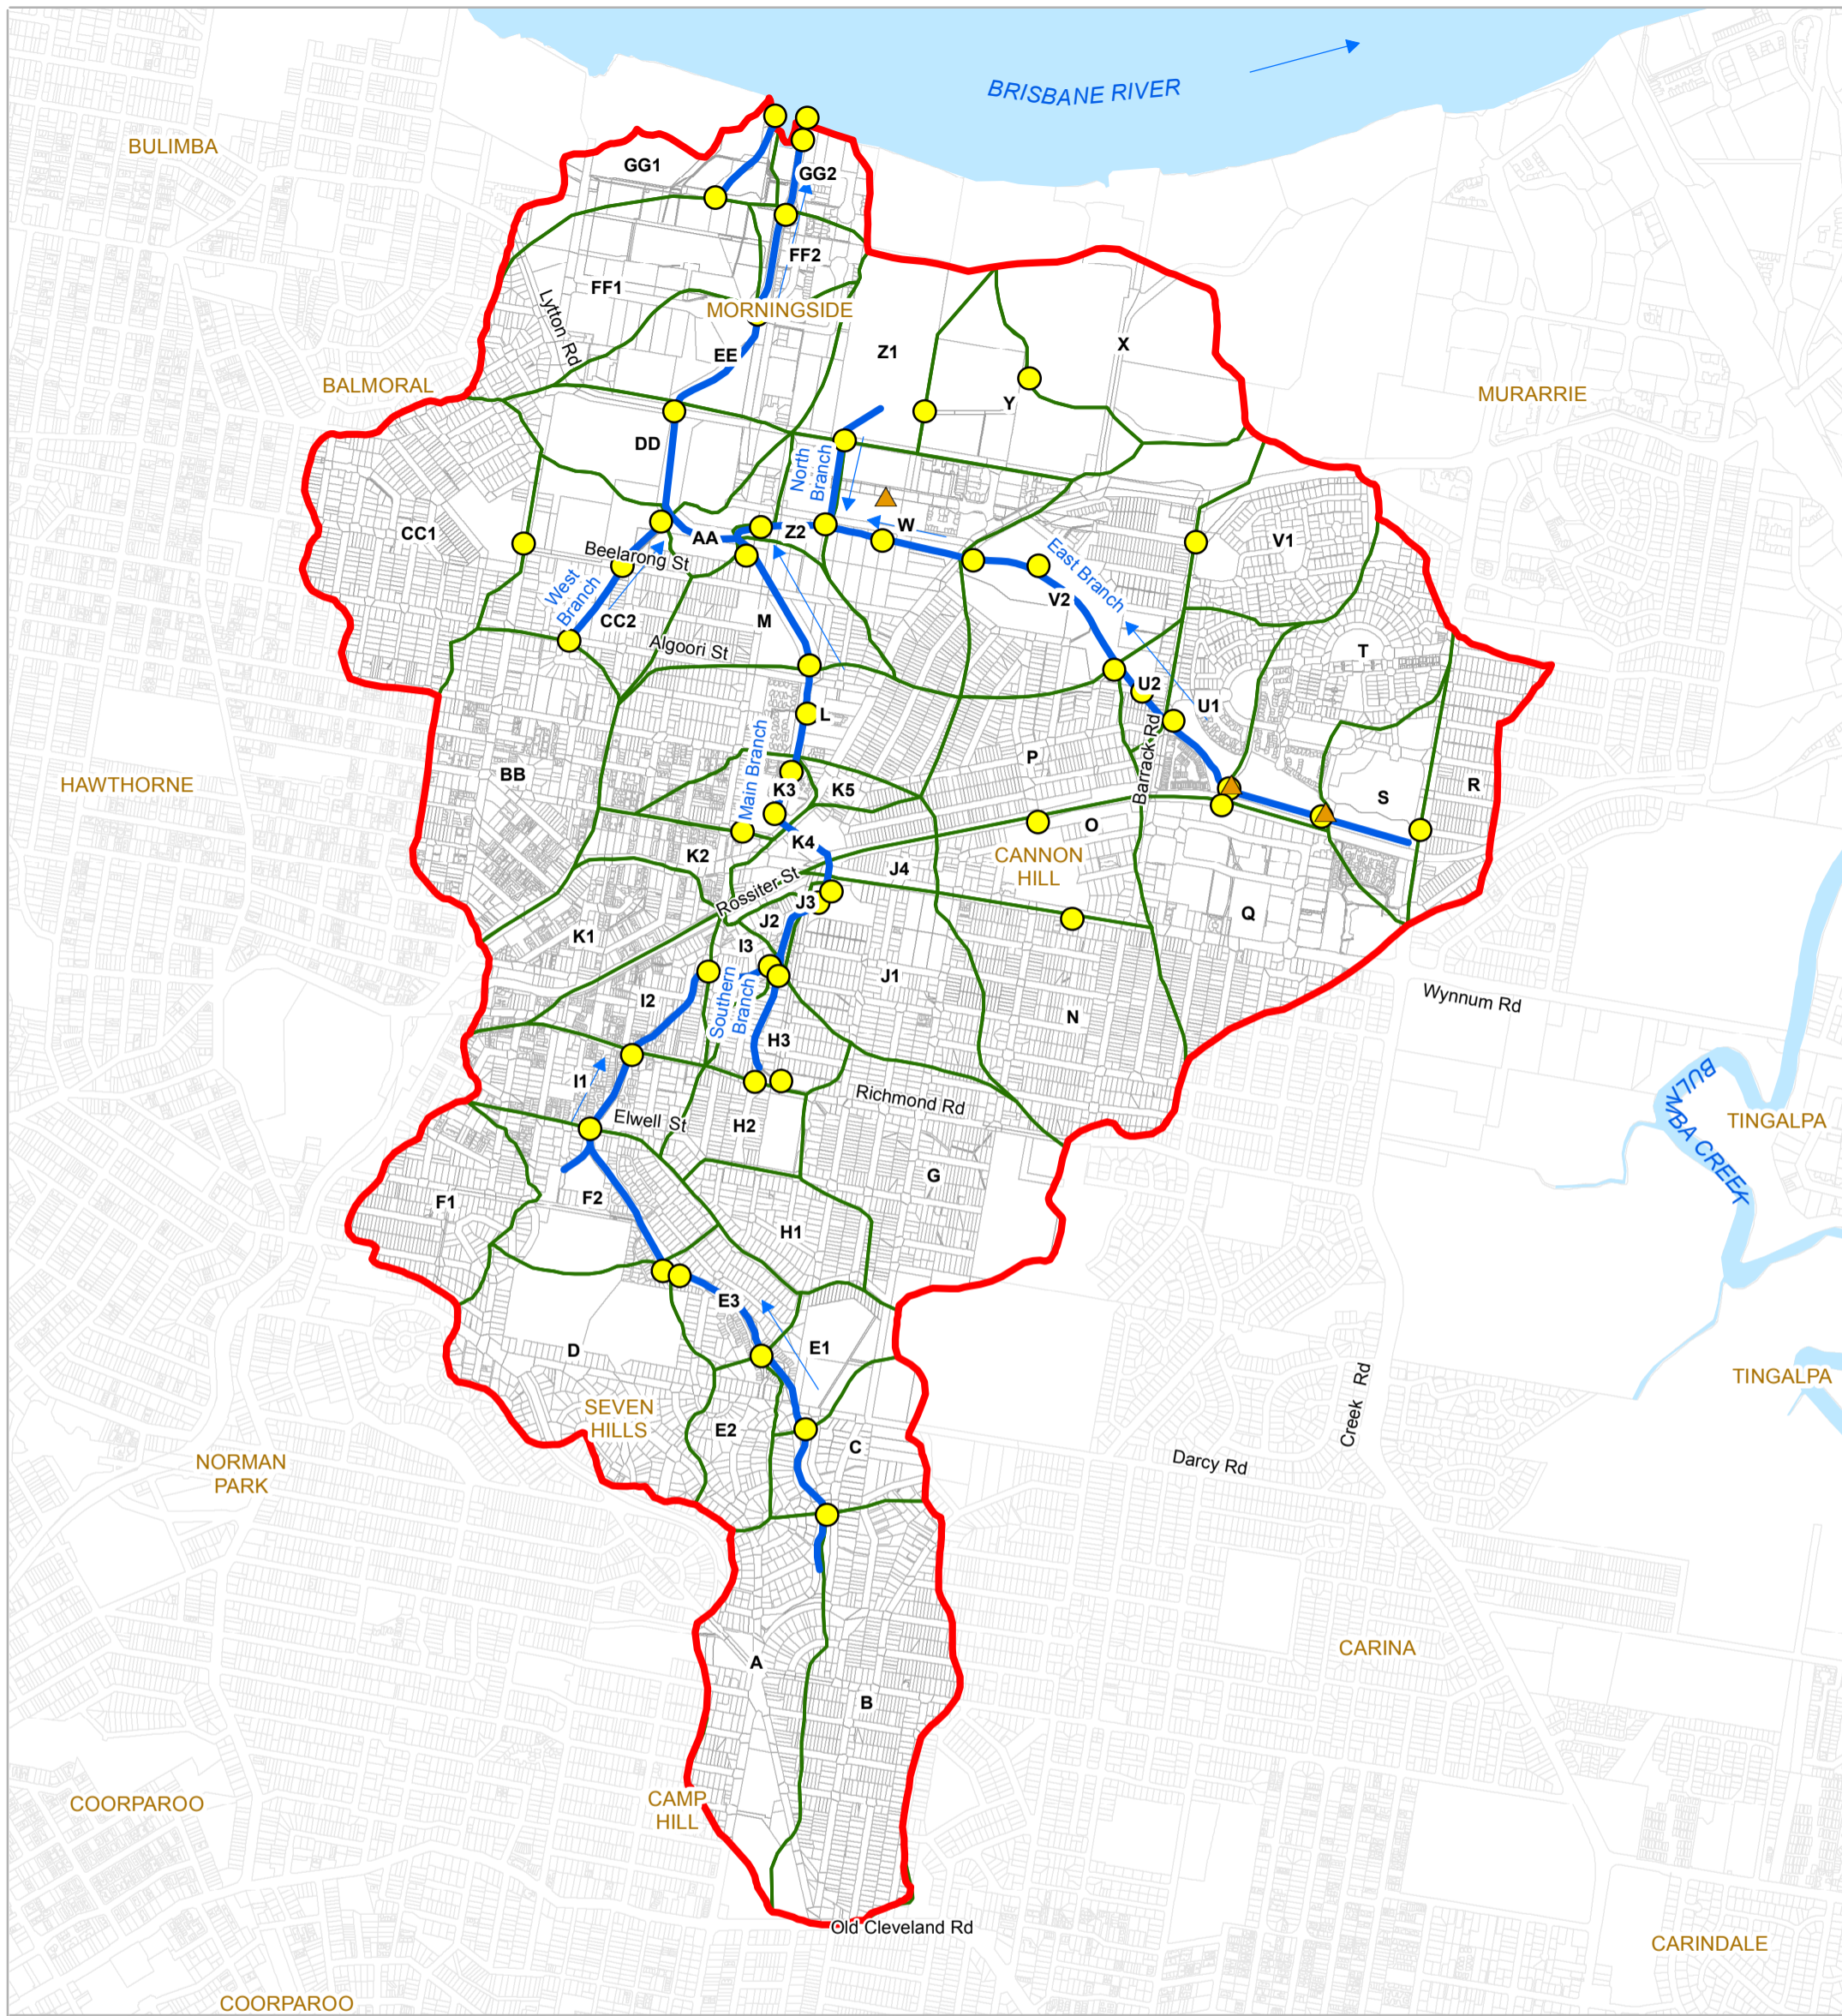 BRISBANE RIVER
BULIMBA
GG1
GG2
FF2
FF1
MORNINGSIDE
Lytton Rd
Z1
X
EE
BALMORAL
MURARRIE
Y
DD
North
Branch
W
CC1
AA
Z2
V1
Beelarong St
East Branch
West
Branch
V2
CC2
M
Algoori St
T
U2
U1
L
Main Branch
P
Barrack Rd
BB
HAWTHORNE
K3
K5
S
R
O
K4
K2
CANNON
HILL
J4
Rossiter St
J3
J2
Q
K1
I3
J1
I2
Southern
Branch
Wynnum Rd
N
H3
I1
Richmond Rd
BULIMBA CREEK
TINGALPA
Elwell St
H2
G
F1
F2
H1
E3
E1
D
TINGALPA
SEVEN
HILLS
E2
C
Creek Rd
NORMAN
PARK
Darcy Rd
CARINA
A
B
CAMP
HILL
COORPAROO
Old Cleveland Rd
CARINDALE
COORPAROO